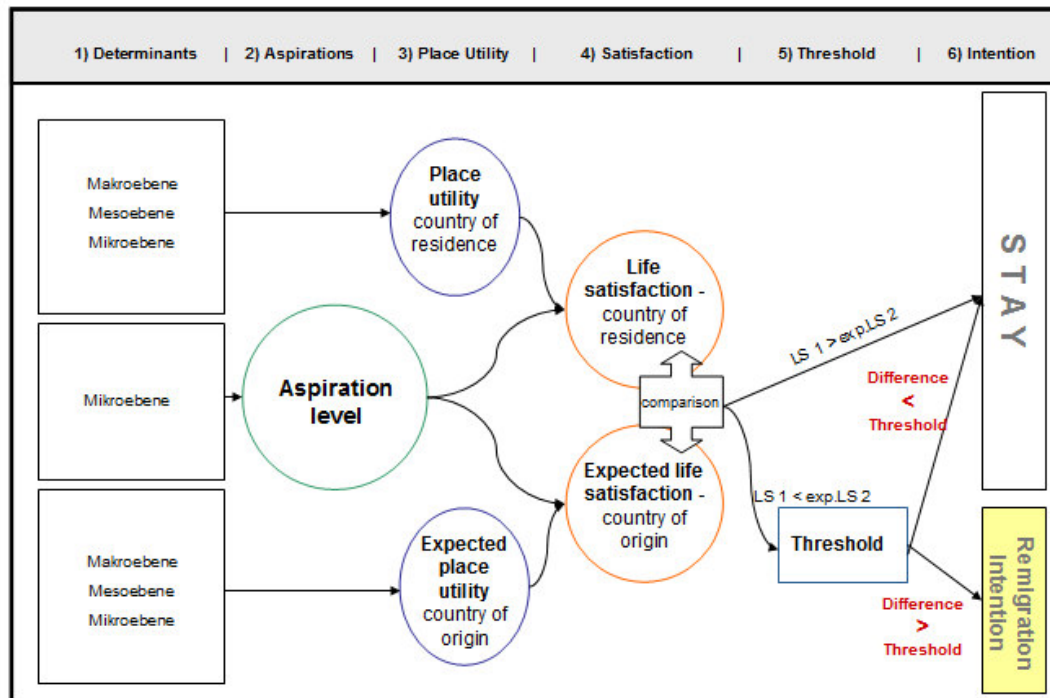 1) Determinants | 2) Aspirations | 3) Place Utility | 4) Satisfaction | 5) Threshold | 6) Intention
Makroebene
Mesoebene
Mikroebene
Mikroebene
Makroebene
Mesoebene
Mikroebene
Aspiration
level
Place
utility
country of
residence
Expected
place
utility
country of
origin
Life
satisfaction -
country of
residence
comparison
Expected life
satisfaction -
country of
origin
LS 1 > exp.LS 2
LS 1 < exp.LS 2
Threshold
Difference
<
Threshold
Difference
>
Threshold
STAY
Remigration
Intention